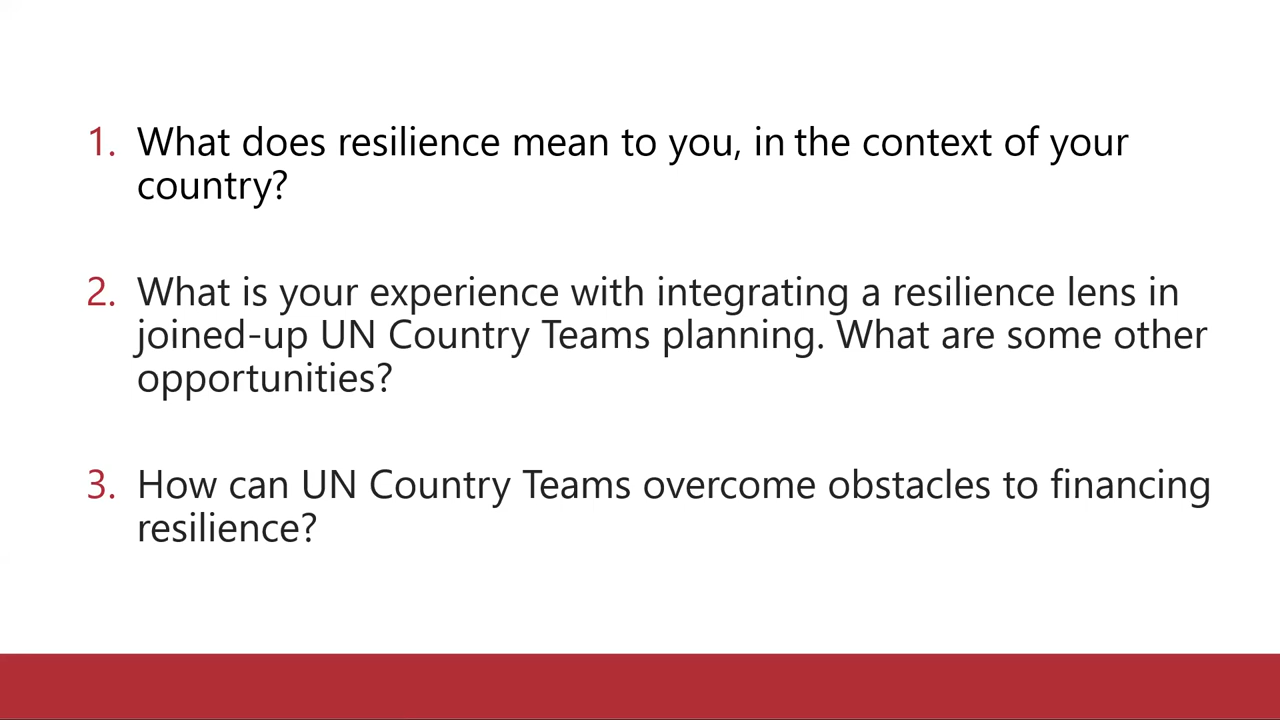 1. What does resilience mean to you, in the context of your
country?
2. What is your experience with integrating a resilience lens in
joined-up UN Country Teams planning. What are some other
opportunities?
3. How can UN Country Teams overcome obstacles to financing
resilience?